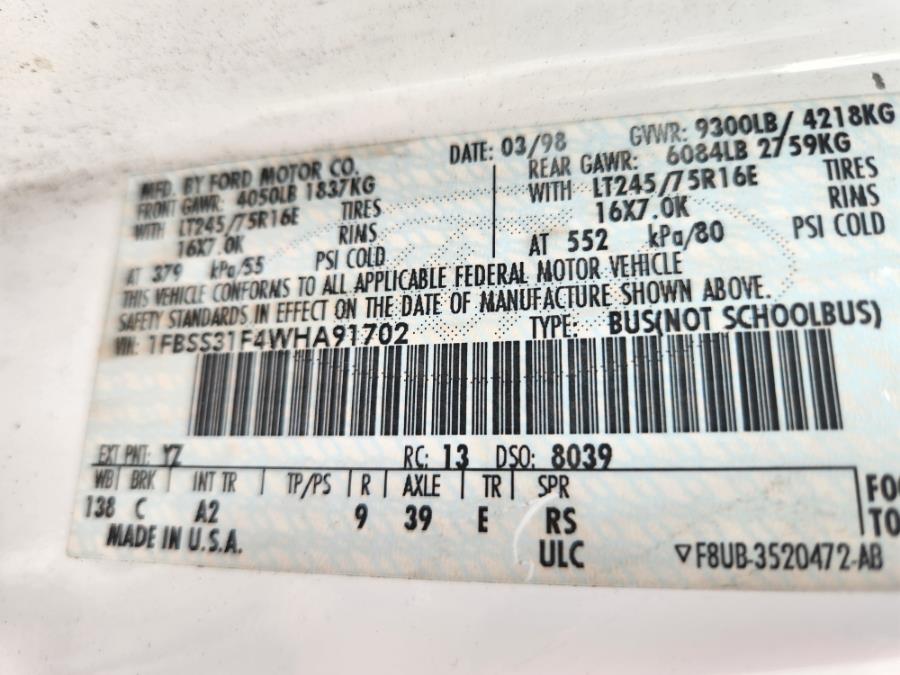 MFD. BY FORD MOTOR CO.
FRONT GAWR: 4050LB 1837KG
WITH LT245/75R16E TIRES
16X7.0K RIMS
AT 379 kPa/55 PSI COLD
DATE: 03/98 GVWR: 9300LB/ 4218KG
REAR GAWR: 6084LB 2759KG
WITH LT245/75R16E TIRES
16X7.0K RIMS
AT 552 kPa/80 PSI COLD
THIS VEHICLE CONFORMS TO ALL APPLICABLE FEDERAL MOTOR VEHICLE
SAFETY STANDARDS IN EFFECT ON THE DATE OF MANUFACTURE SHOWN ABOVE.
VIN: 1FBSS31F4WHA91702 TYPE: BUS(NOT SCHOOLBUS)
EXT PNT: YZ RC: 13 DSO: 8039
WB BRK INT TR TP/PS R AXLE TR SPR
138 C A2 9 39 E RS
MADE IN U.S.A. ULC
▽F8UB-3520472-AB